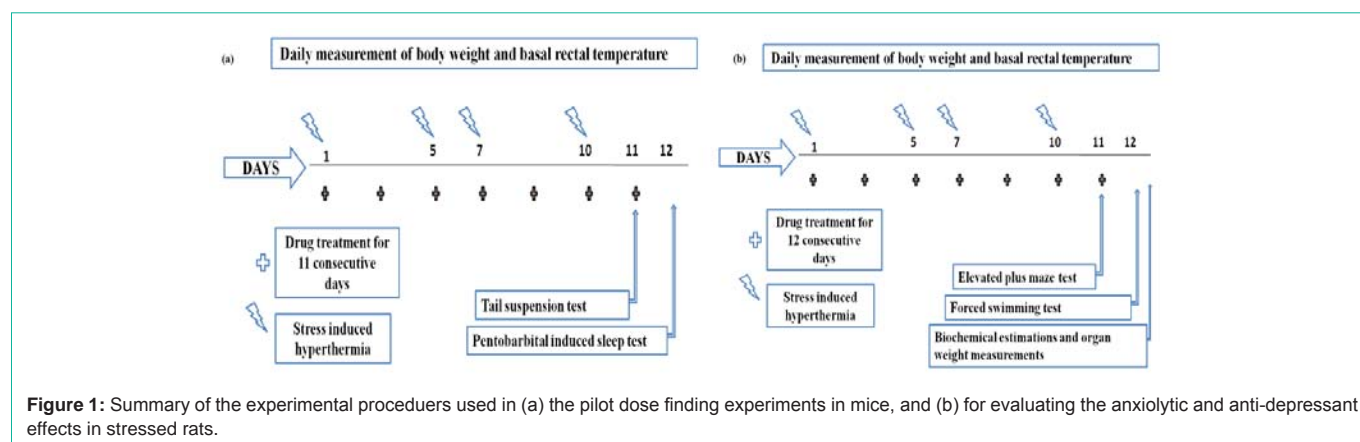 (a)
Daily measurement of body weight and basal rectal temperature
1 5 7 10 11 12
DAYS
Drug treatment for
11 consecutive
days
Stress induced
hyperthermia
Tail suspension test
Pentobarbital induced sleep test
(b)
Daily measurement of body weight and basal rectal temperature
1 5 7 10 11 12
DAYS
Drug treatment for
12 consecutive
days
Stress induced
hyperthermia
Elevated plus maze test
Forced swimming test
Biochemical estimations and organ
weight measurements
Figure 1: Summary of the experimental proceduers used in (a) the pilot dose finding experiments in mice, and (b) for evaluating the anxiolytic and anti-depressant
effects in stressed rats.